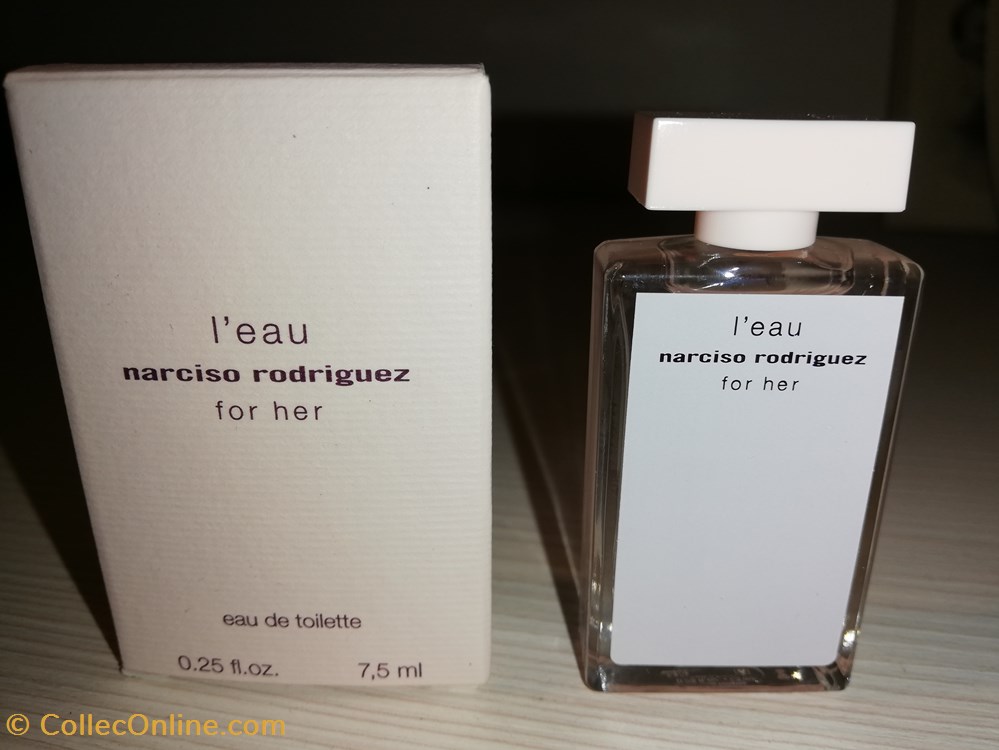 l'eau
narciso rodriguez
for her
eau de toilette
0.25 fl.oz. 7,5 ml
l'eau
narciso rodriguez
for her
© CollecOnline.com